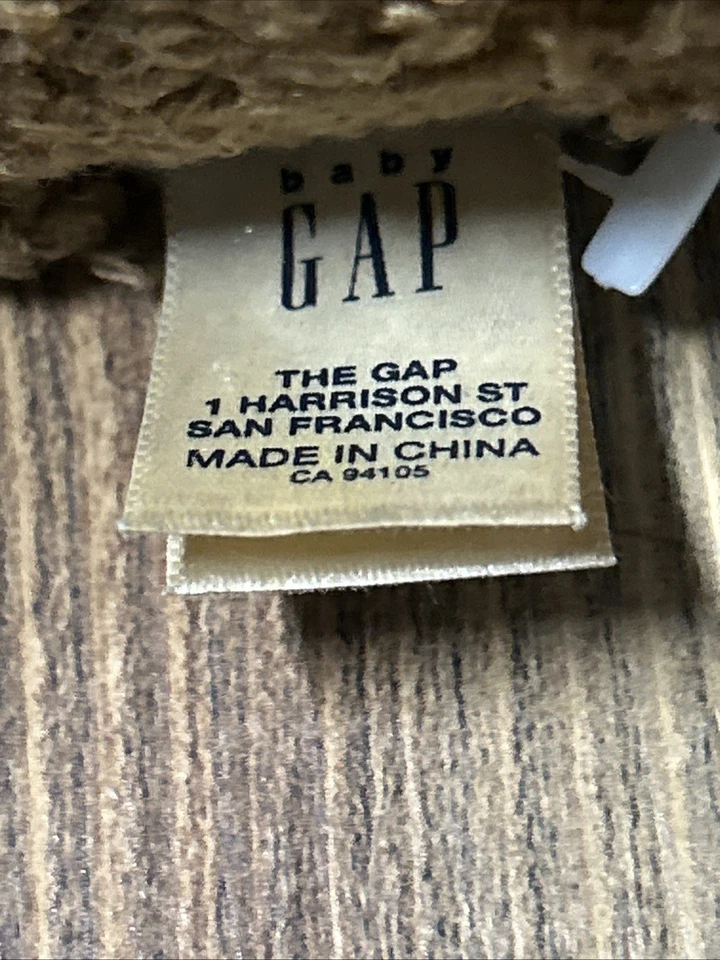 baby
GAP
THE GAP
1 HARRISON ST
SAN FRANCISCO
MADE IN CHINA
CA 94105